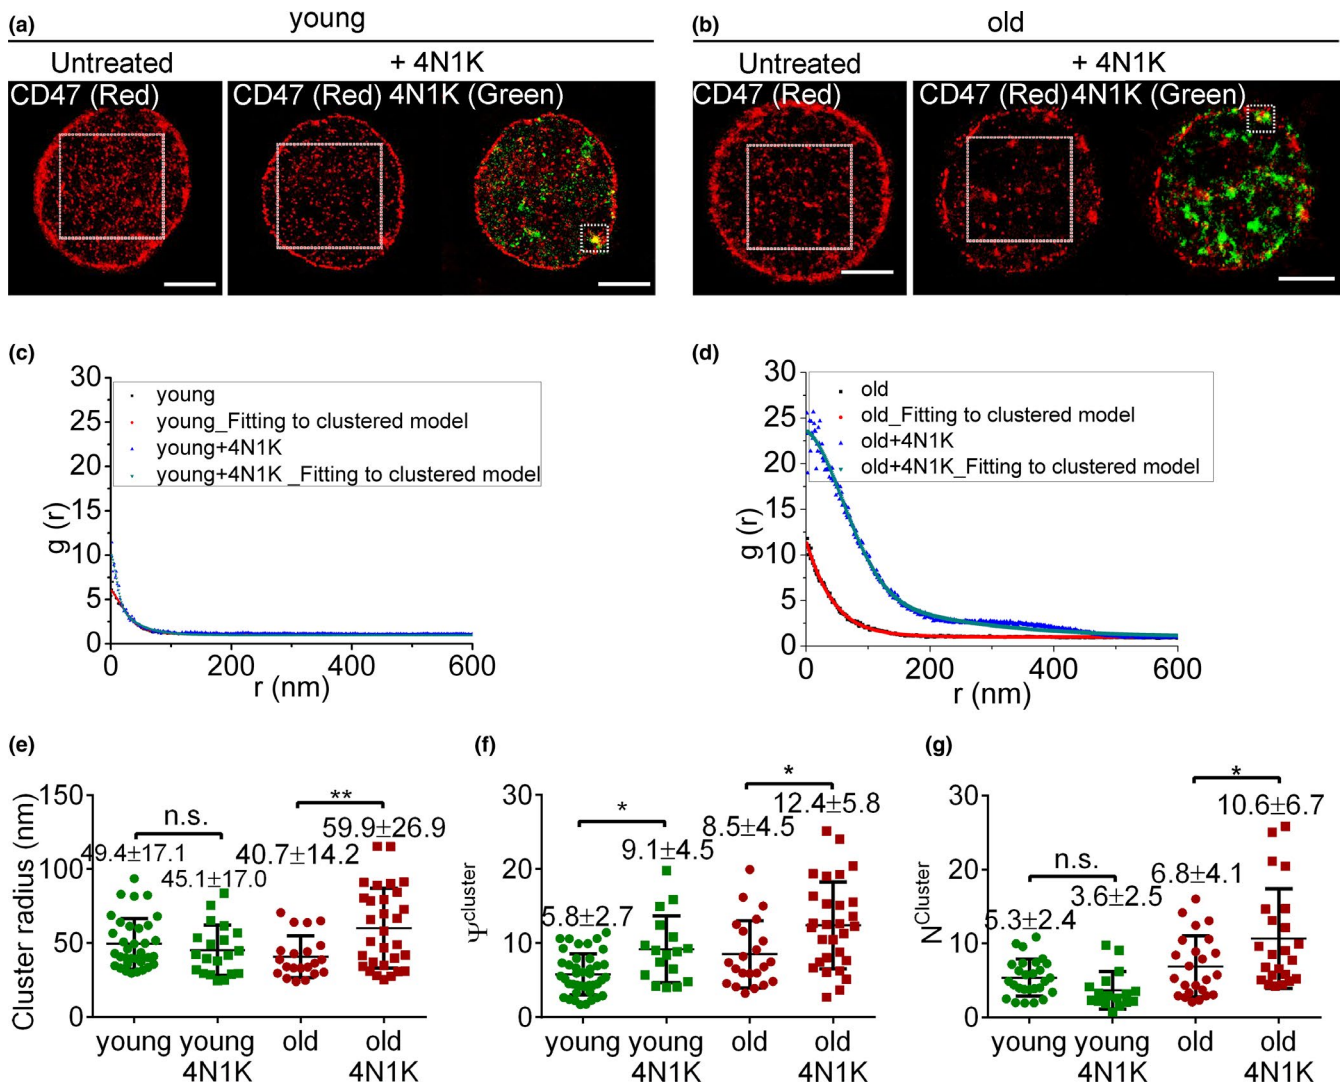 (a) young
Untreated + 4N1K
CD47 (Red) CD47 (Red) 4N1K (Green)
(b) old
Untreated + 4N1K
CD47 (Red) CD47 (Red) 4N1K (Green)
(c)
30
25
20
15
10
5
0
g (r)
young
young_Fitting to clustered model
young+4N1K
young+4N1K _Fitting to clustered model
0 200 400 600
r (nm)
(d)
30
25
20
15
10
5
0
g (r)
old
old_Fitting to clustered model
old+4N1K
old+4N1K_Fitting to clustered model
0 200 400 600
r (nm)
(e)
Cluster radius (nm)
150
100
50
0
n.s.
**
49.4±17.1
45.1±17.0
40.7±14.2
59.9±26.9
young young 4N1K old old 4N1K
(f)
Ψcluster
30
20
10
0
*
*
5.8±2.7
9.1±4.5
8.5±4.5
12.4±5.8
young young 4N1K old old 4N1K
(g)
NCluster
30
20
10
0
n.s.
*
5.3±2.4
3.6±2.5
6.8±4.1
10.6±6.7
young young 4N1K old old 4N1K